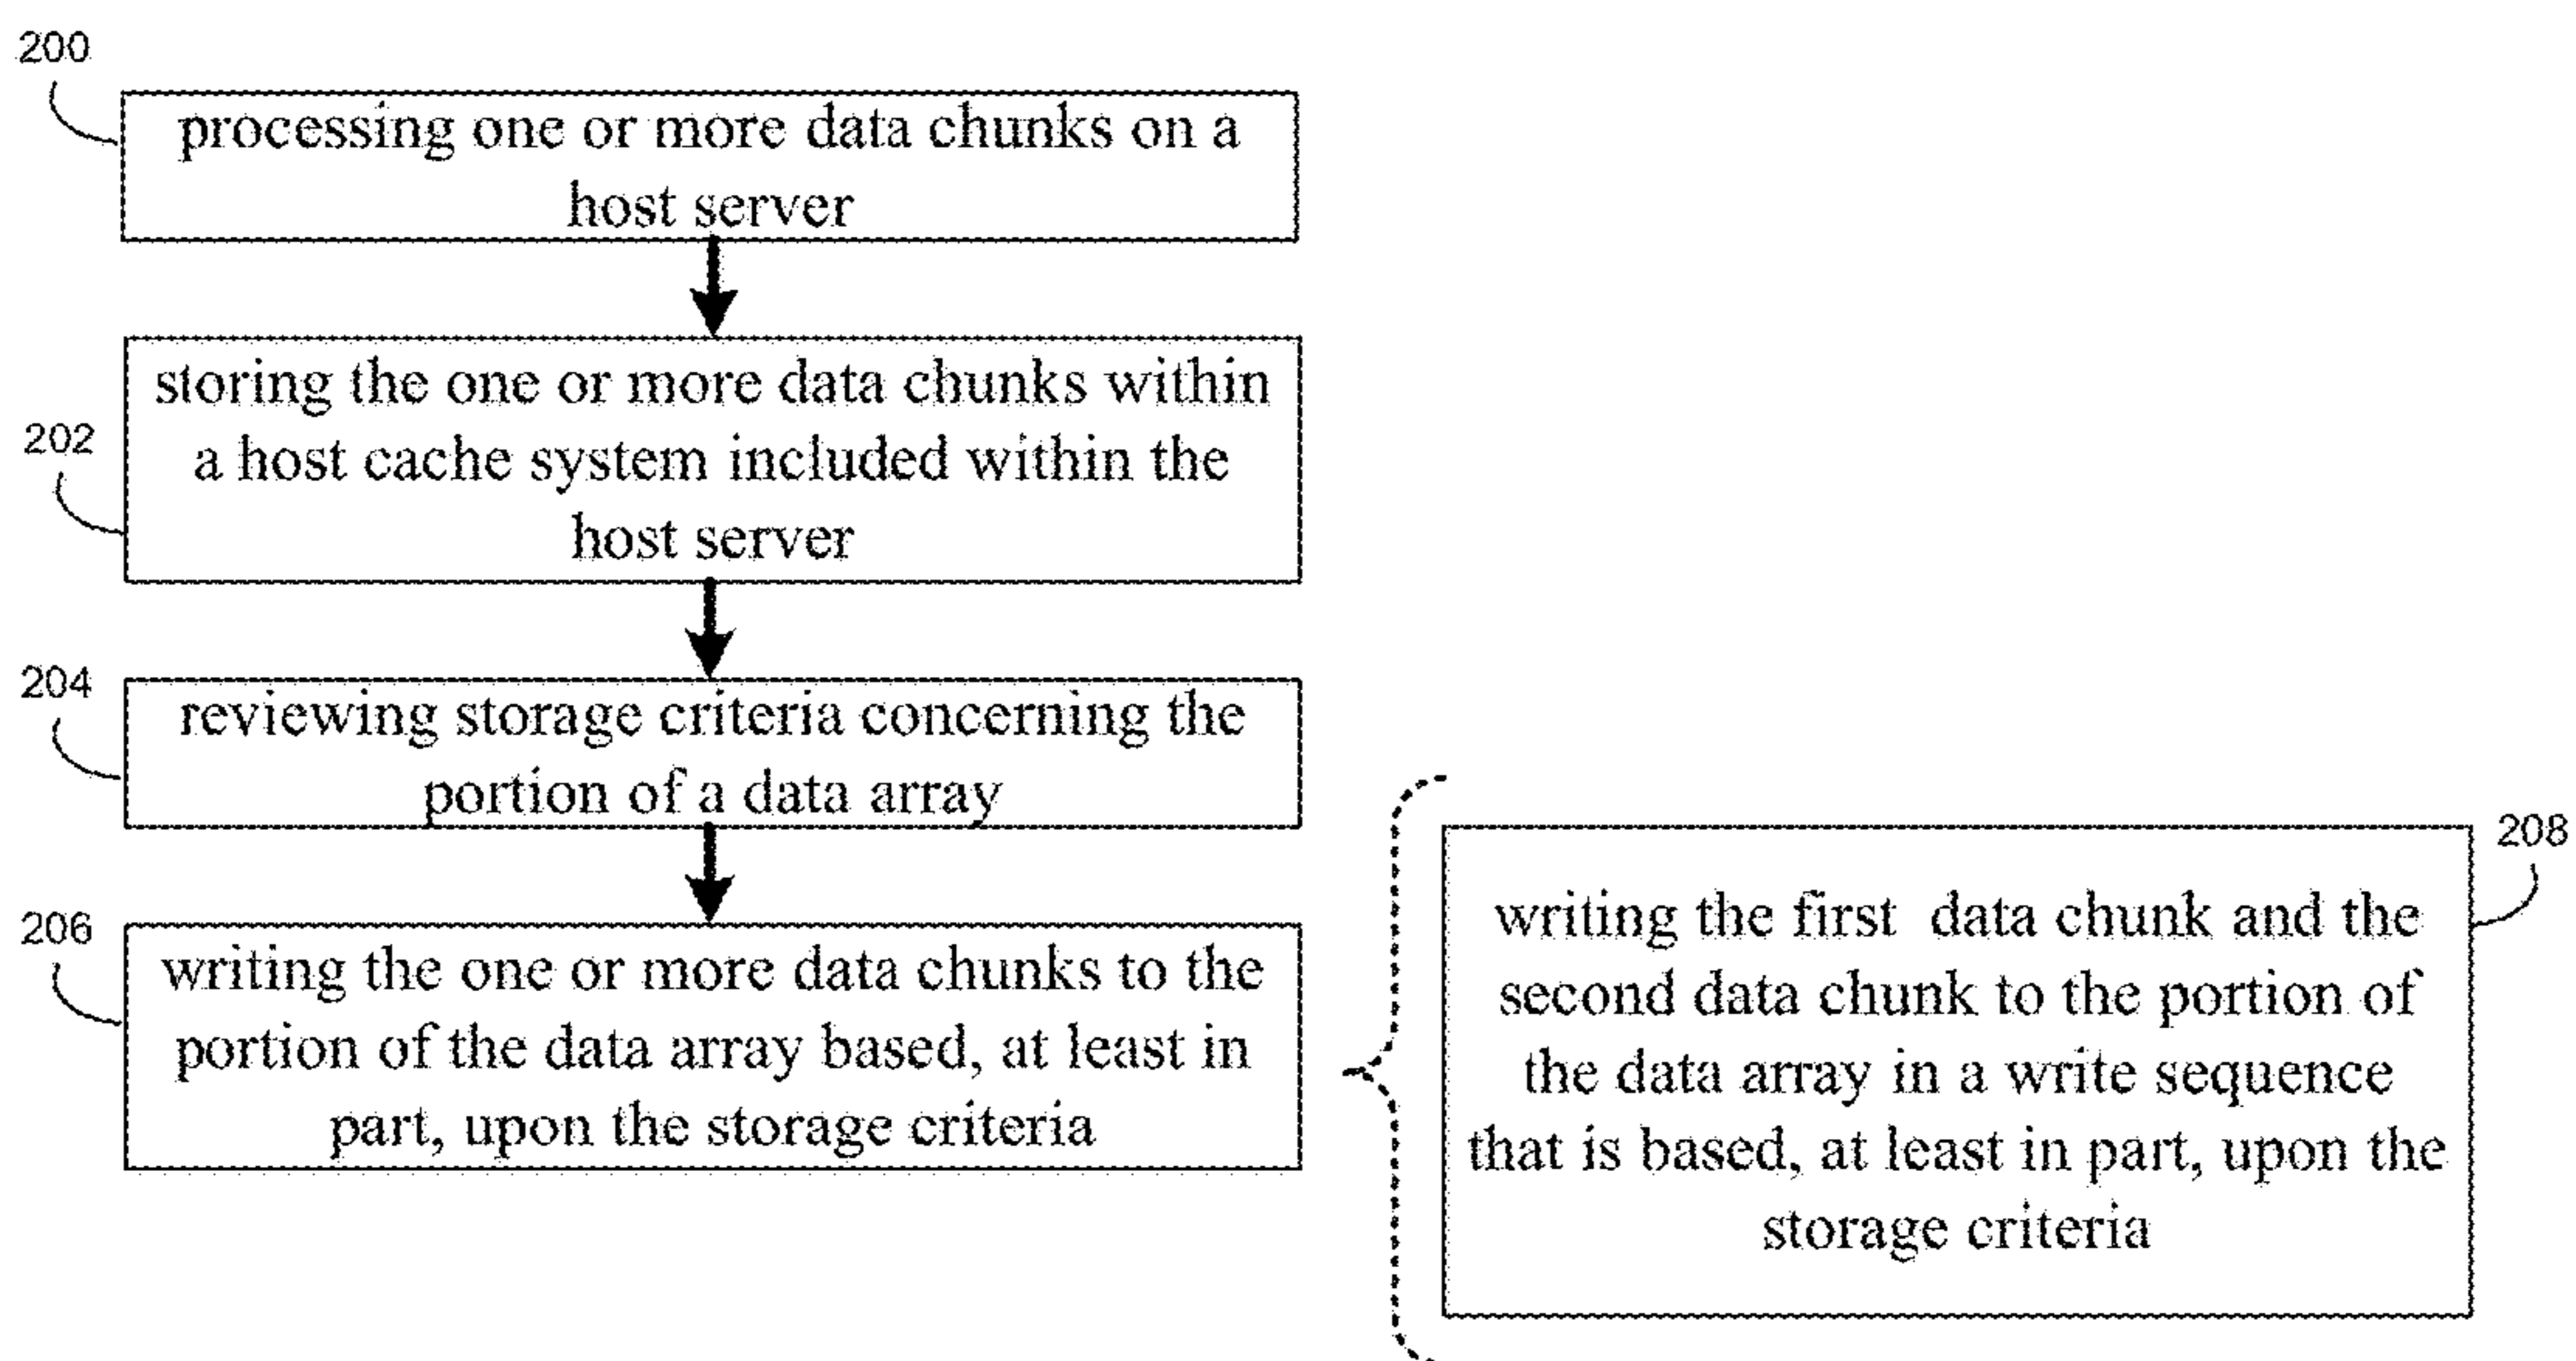 200
processing one or more data chunks on a
host server
storing the one or more data chunks within
202
a host cache system included within the
host server
204
reviewing storage criteria concerning the
portion of a data array
206
writing the one or more data chunks to the
portion of the data array based, at least in
part, upon the storage criteria
208
writing the first data chunk and the
second data chunk to the portion of
the data array in a write sequence
that is based, at least in part, upon the
storage criteria